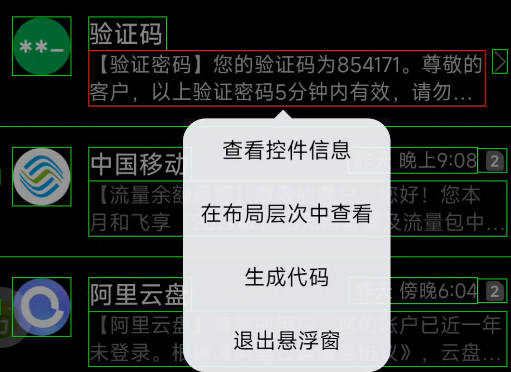 **_
验证码
【验证密码】您的验证码为854171。尊敬的
客户，以上验证密码5分钟内有效，请勿...
查看控件信息
中国移动
晚上9:08
2
【流量余额
您好！您本
月和飞享
及流量包中...
在布局层次中查看
生成代码
阿里云盘
傍晚6:04
2
【阿里云盘
账户已近一年
未登录。根
》，云盘...
退出悬浮窗